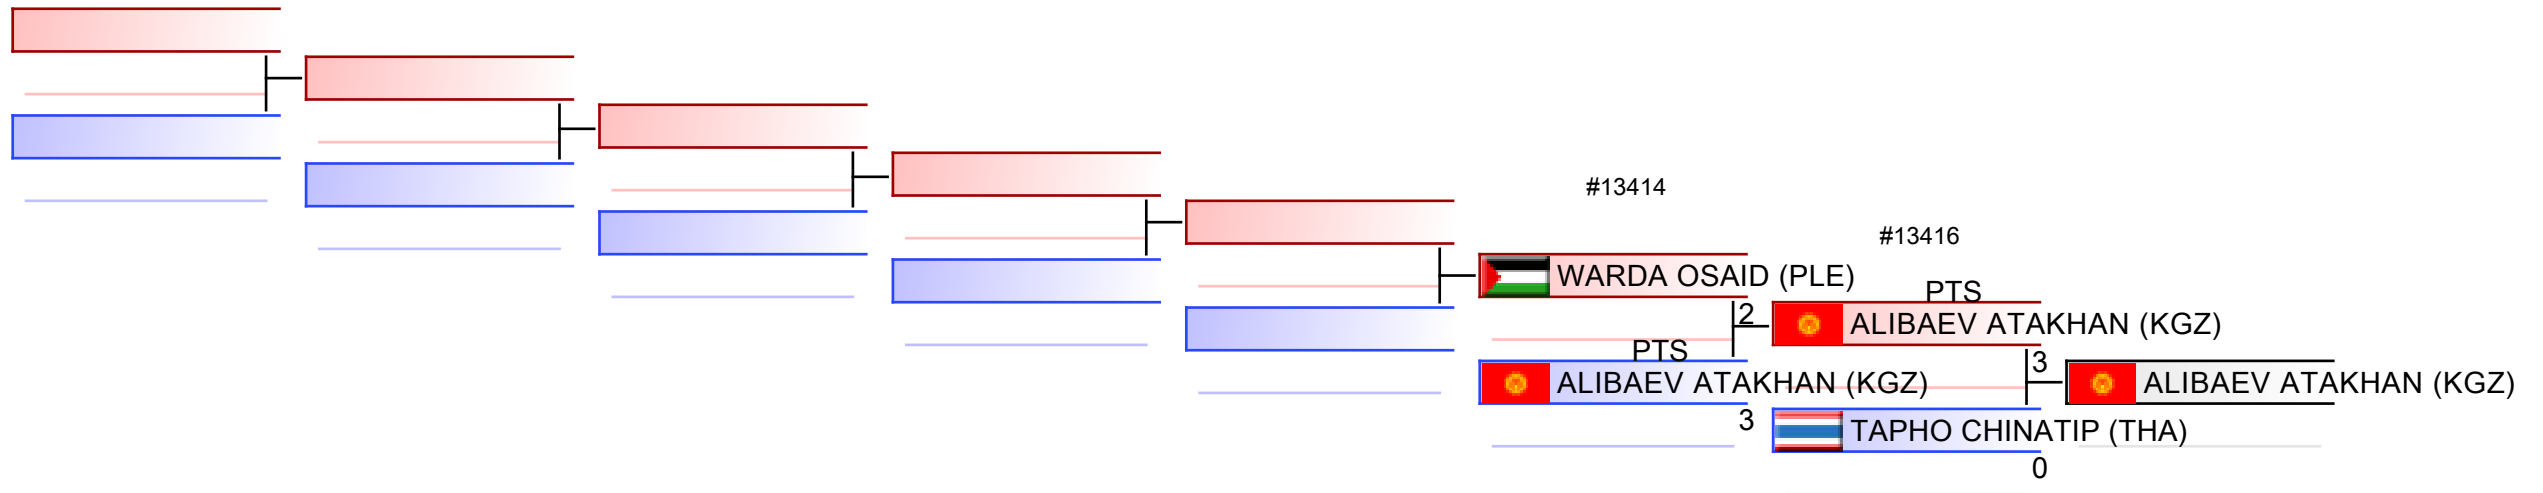 #13414
#13416
WARDA OSAID (PLE)
PTS
2
ALIBAEV ATAKHAN (KGZ)
PTS
3
ALIBAEV ATAKHAN (KGZ)
ALIBAEV ATAKHAN (KGZ)
3
TAPHO CHINATIP (THA)
0